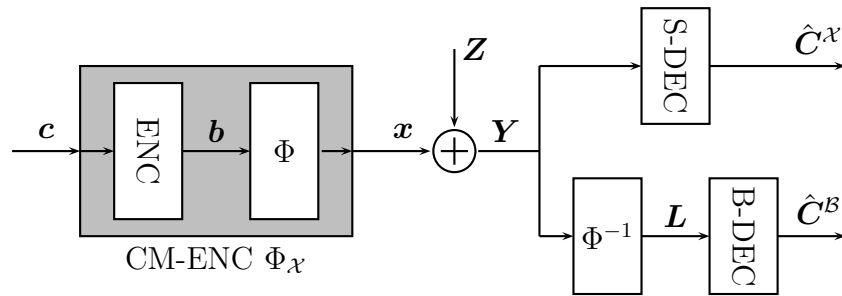 c
ENC
b
Φ
CM-ENC Φ_𝒳
x
Z
Y
S-DEC
Ĉ^𝒳
Φ⁻¹
L
B-DEC
Ĉ^ℬ